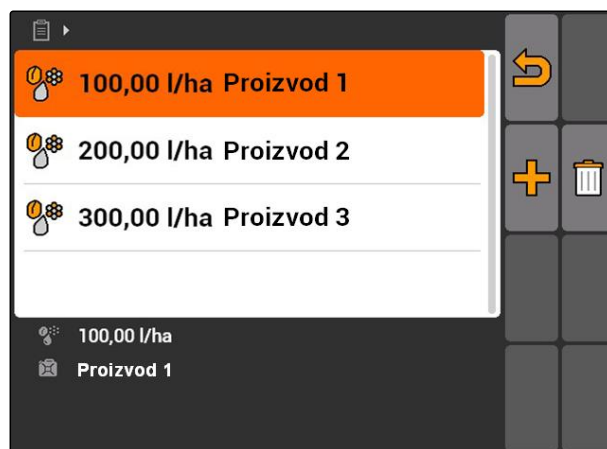 100,00 l/ha Proizvod 1
200,00 l/ha Proizvod 2
300,00 l/ha Proizvod 3
100,00 l/ha
Proizvod 1